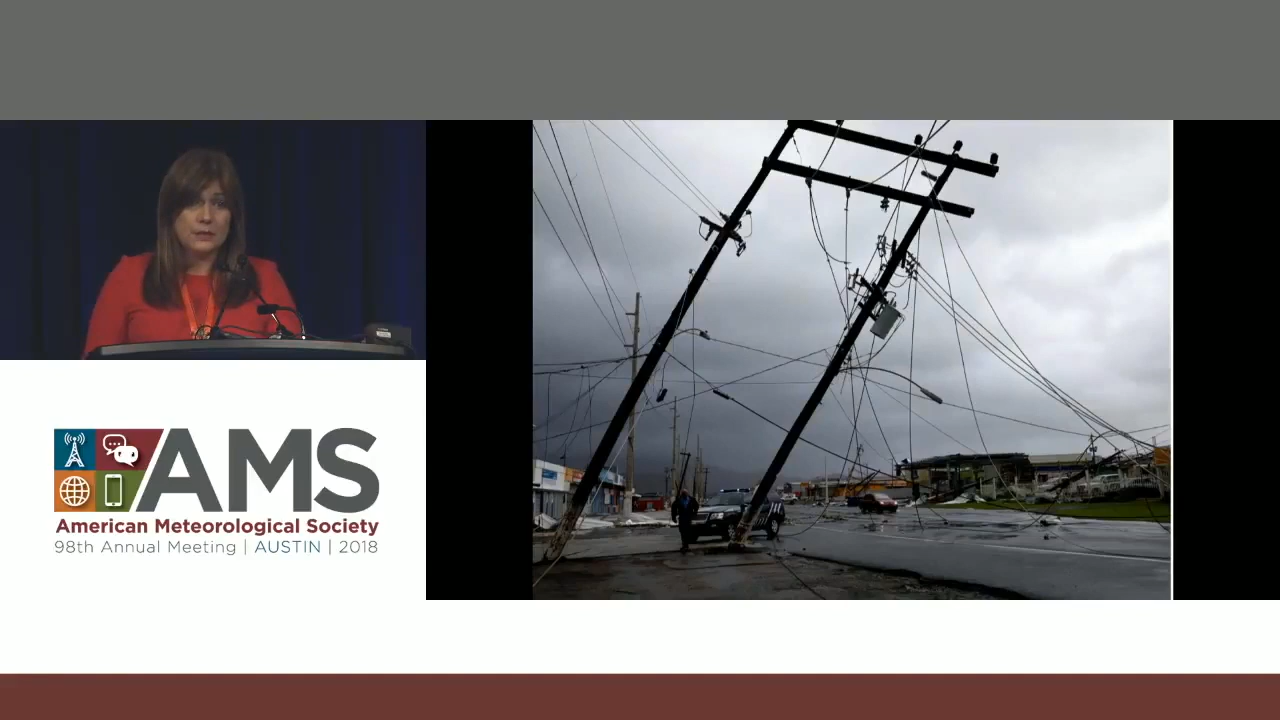 AMS
American Meteorological Society
98th Annual Meeting | AUSTIN | 2018